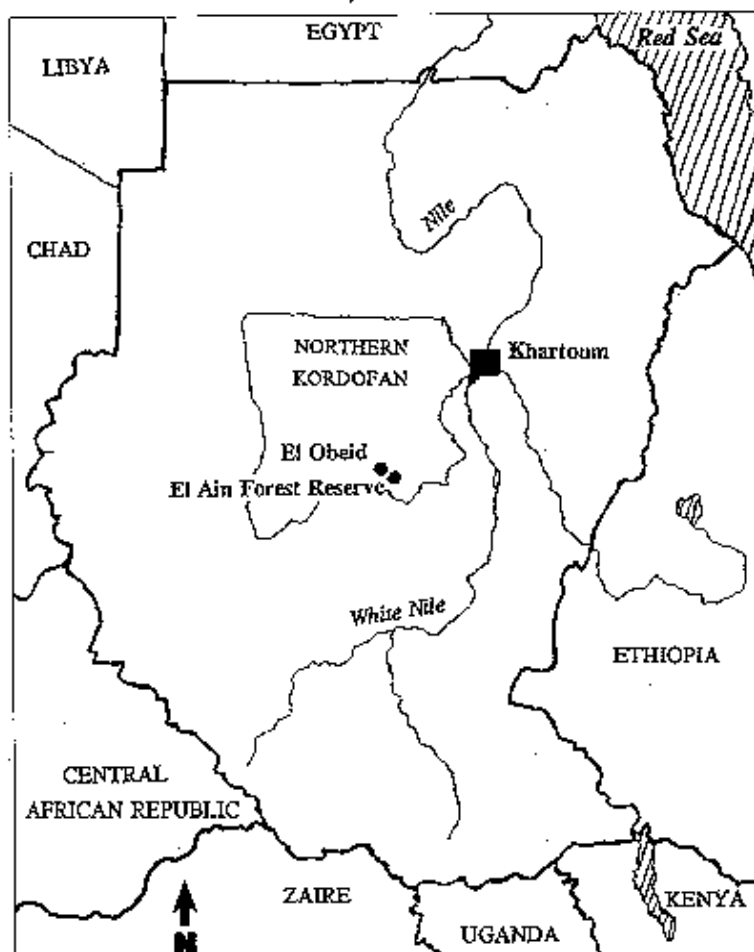 EGYPT
Red Sea
LIBYA
Nile
CHAD
NORTHERN
KORDOFAN
Khartoum
El Obeid
El Ain Forest Reserve
White Nile
ETHIOPIA
CENTRAL
AFRICAN REPUBLIC
ZAIRE
KENYA
UGANDA
N